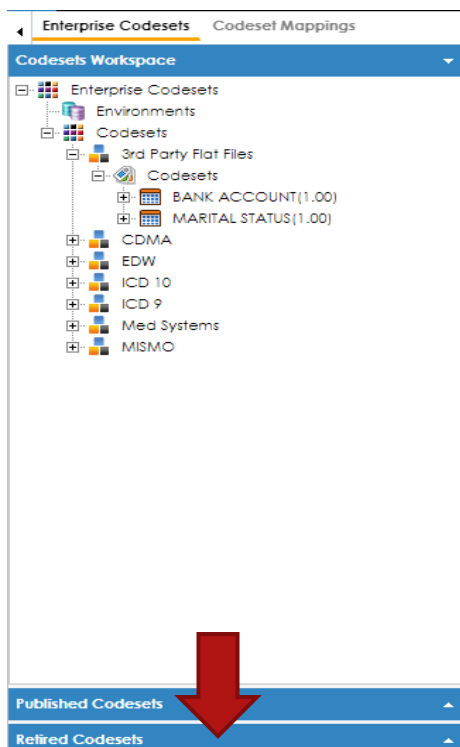 Enterprise Codesets Codeset Mappings
Codesets Workspace
Enterprise Codesets
Environments
Codesets
3rd Party Flat Files
Codesets
BANK ACCOUNT(1.00)
MARITAL STATUS(1.00)
CDMA
EDW
ICD 10
ICD 9
Med Systems
MISMO
Published Codesets
Retired Codesets